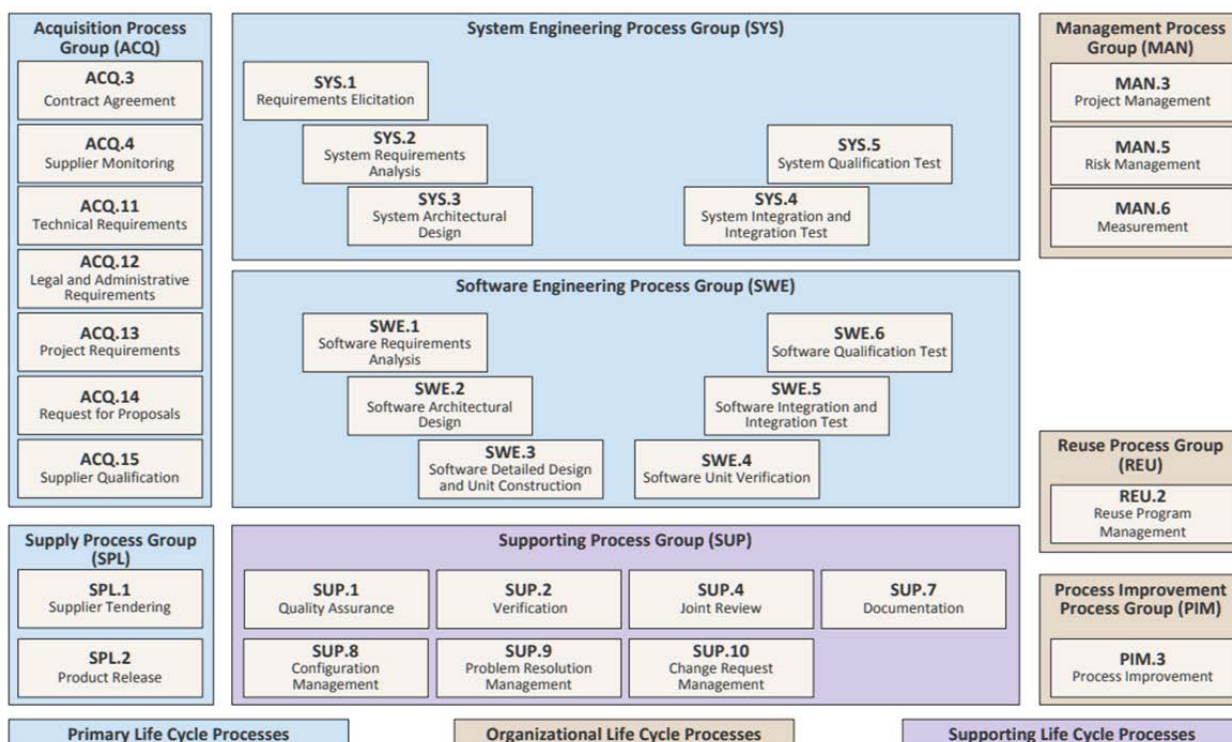 Acquisition Process
Group (ACQ)
ACQ.3
Contract Agreement
ACQ.4
Supplier Monitoring
ACQ.11
Technical Requirements
ACQ.12
Legal and Administrative
Requirements
ACQ.13
Project Requirements
ACQ.14
Request for Proposals
ACQ.15
Supplier Qualification
System Engineering Process Group (SYS)
SYS.1
Requirements Elicitation
SYS.2
System Requirements
Analysis
SYS.3
System Architectural
Design
SYS.5
System Qualification Test
SYS.4
System Integration and
Integration Test
Management Process
Group (MAN)
MAN.3
Project Management
MAN.5
Risk Management
MAN.6
Measurement
Software Engineering Process Group (SWE)
SWE.1
Software Requirements
Analysis
SWE.2
Software Architectural
Design
SWE.3
Software Detailed Design
and Unit Construction
SWE.6
Software Qualification Test
SWE.5
Software Integration and
Integration Test
SWE.4
Software Unit Verification
Reuse Process Group
(REU)
REU.2
Reuse Program
Management
Supply Process Group
(SPL)
SPL.1
Supplier Tendering
SPL.2
Product Release
Supporting Process Group (SUP)
SUP.1
Quality Assurance
SUP.2
Verification
SUP.4
Joint Review
SUP.7
Documentation
SUP.8
Configuration
Management
SUP.9
Problem Resolution
Management
SUP.10
Change Request
Management
Process Improvement
Process Group (PIM)
PIM.3
Process Improvement
Primary Life Cycle Processes
Organizational Life Cycle Processes
Supporting Life Cycle Processes